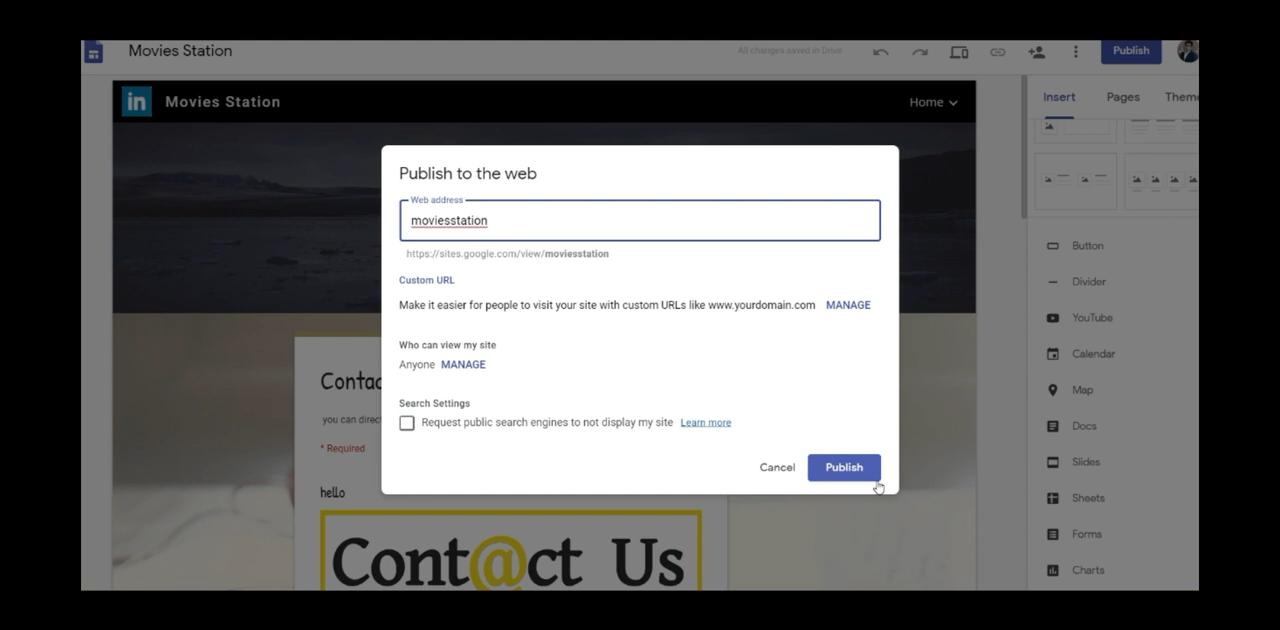 Movies Station
All changes saved in Drive
Publish
in Movies Station
Home
Insert Pages Theme
Publish to the web
Web address
moviesstation
https://sites.google.com/view/moviesstation
Custom URL
Make it easier for people to visit your site with custom URLs like www.yourdomain.com MANAGE
Who can view my site
Anyone MANAGE
Search Settings
Request public search engines to not display my site Learn more
Cancel Publish
you can direc
* Required
hello
Cont@ct Us
Button
Divider
YouTube
Calendar
Map
Docs
Slides
Sheets
Forms
Charts